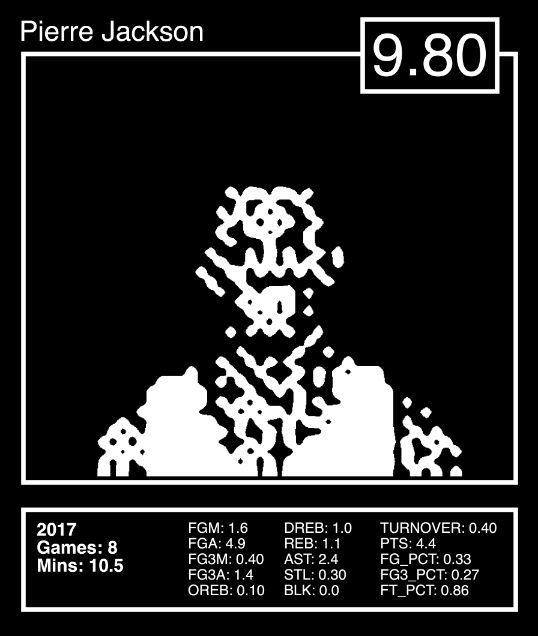 Pierre Jackson
9.80
2017
Games: 8
Mins: 10.5
FGM: 1.6
FGA: 4.9
FG3M: 0.40
FG3A: 1.4
OREB: 0.10
DREB: 1.0
REB: 1.1
AST: 2.4
STL: 0.30
BLK: 0.0
TURNOVER: 0.40
PTS: 4.4
FG_PCT: 0.33
FG3_PCT: 0.27
FT_PCT: 0.86